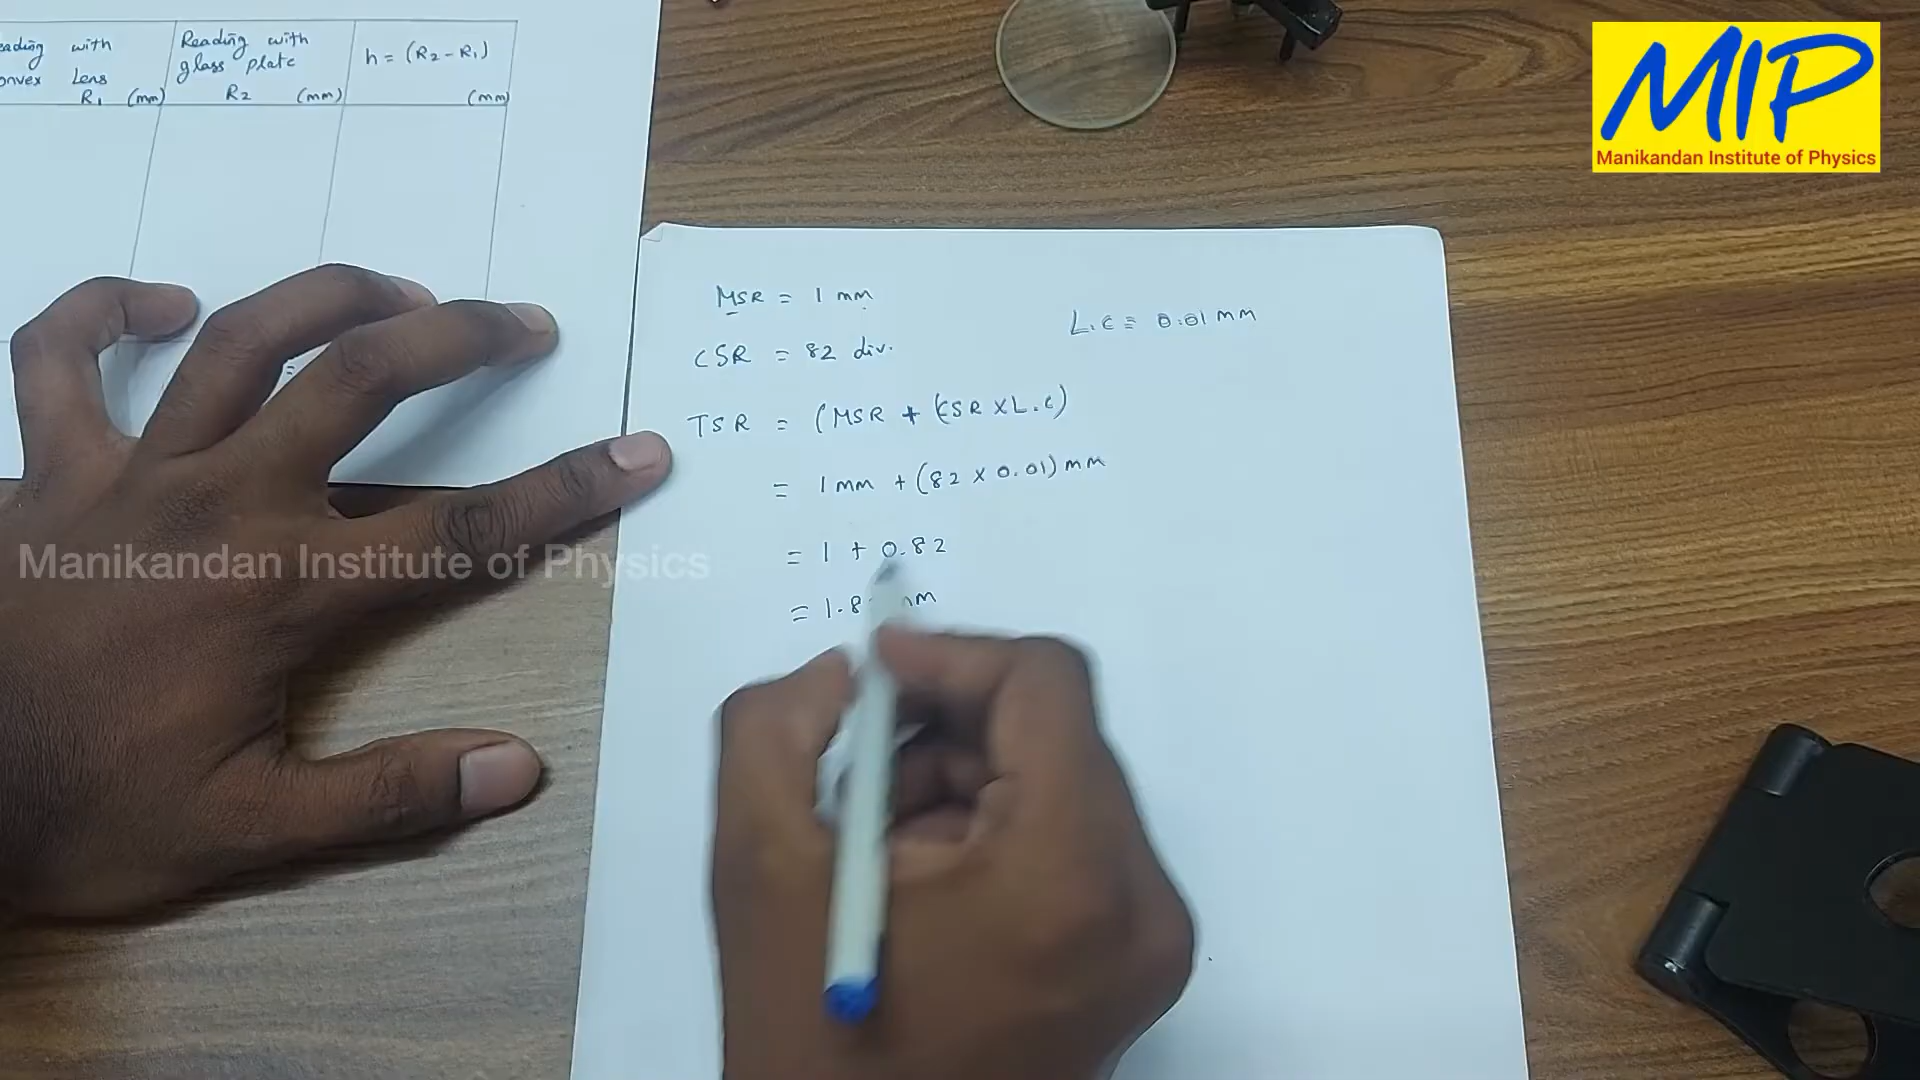 with
Lens
R₁ (mm)
Reading with
glass plate
R2 (mm)
h = (R₂ - R₁)
(mm)
MIP
Manikandan Institute of Physics
MSR = 1 mm
L.C = 0.01 mm
CSR = 82 div.
TSR = (MSR + (CSR X L.C)
= 1 mm + (82 x 0.01) mm
= 1 + 0.82
Manikandan Institute of Physics